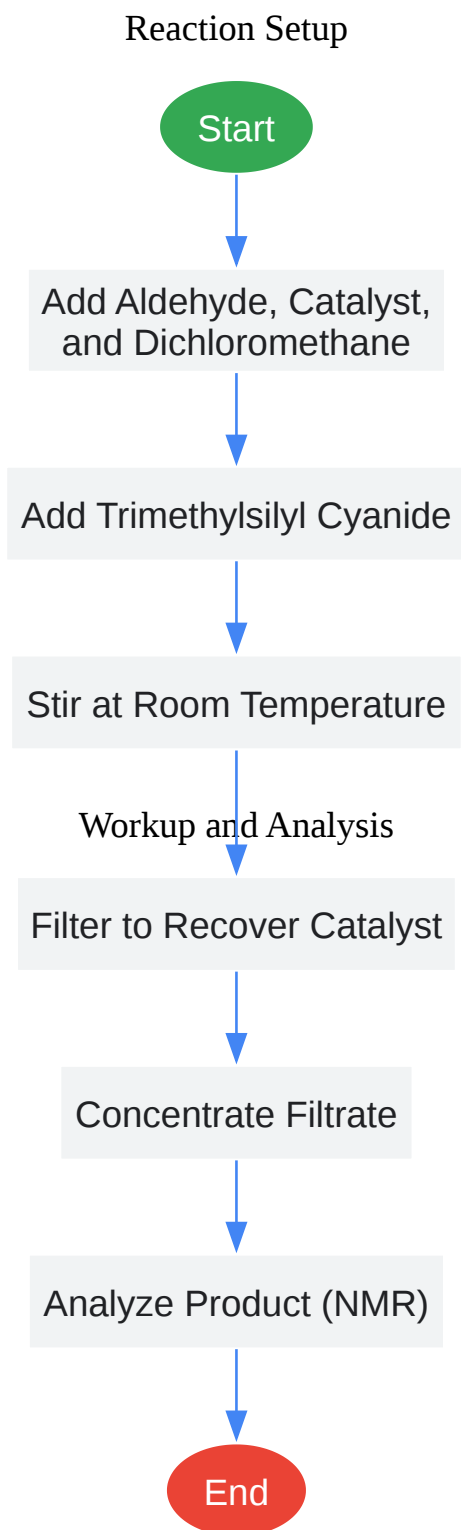 Reaction Setup
Start
Add Aldehyde, Catalyst,
and Dichloromethane
Add Trimethylsilyl Cyanide
Stir at Room Temperature
Workup and Analysis
Filter to Recover Catalyst
Concentrate Filtrate
Analyze Product (NMR)
End